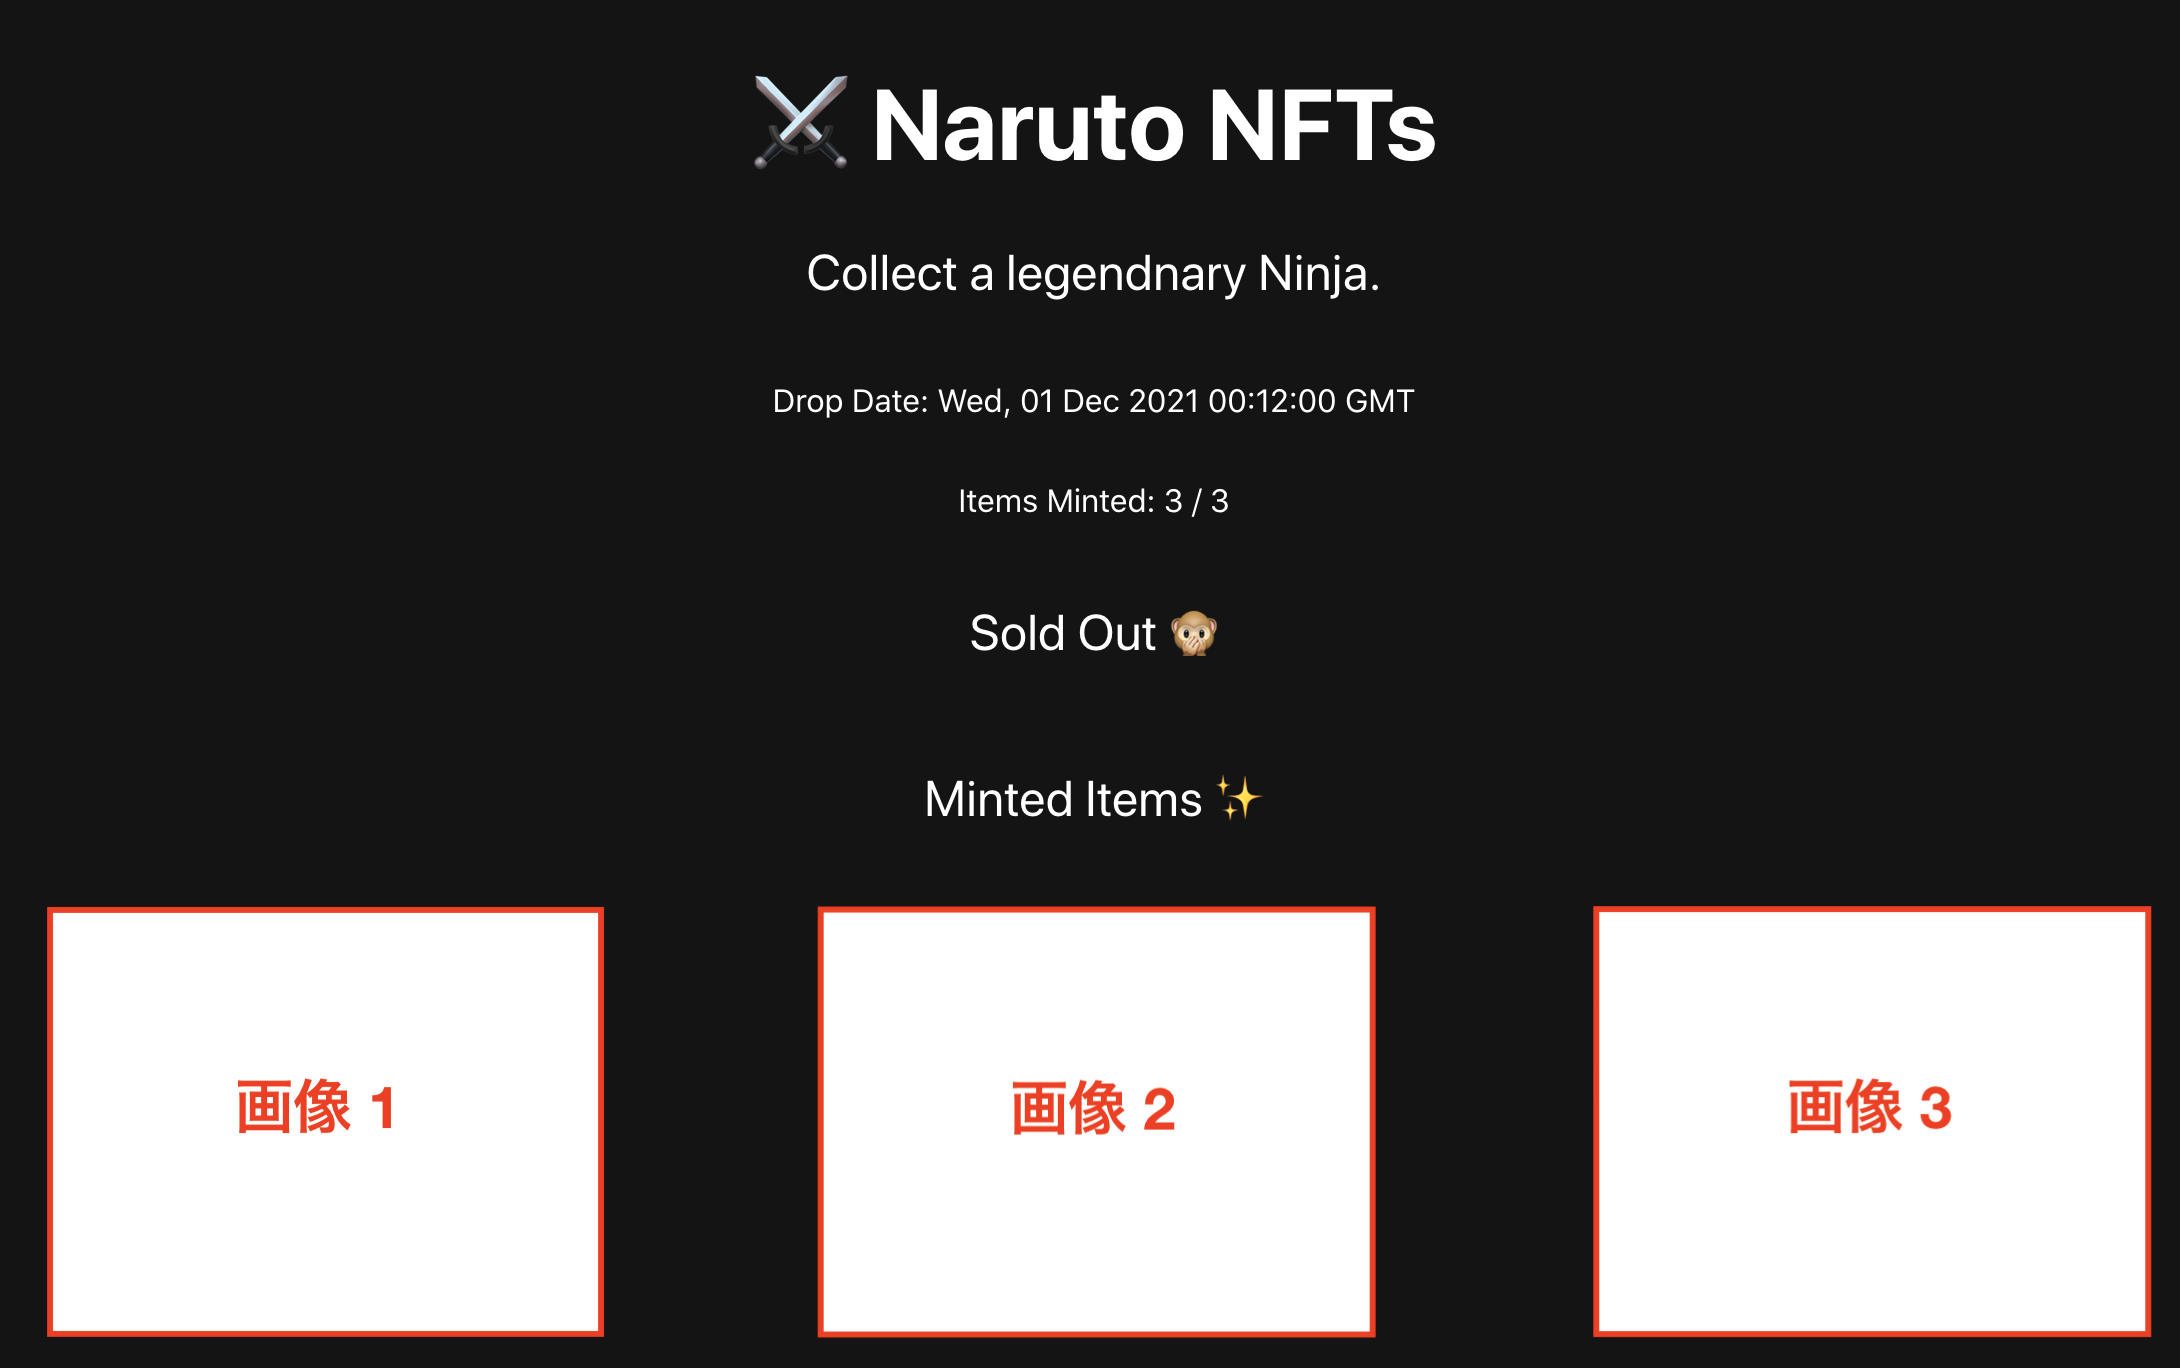 ⚔️ Naruto NFTs
Collect a legendnary Ninja.
Drop Date: Wed, 01 Dec 2021 00:12:00 GMT
Items Minted: 3 / 3
Sold Out 🙊
Minted Items ✨
画像 1
画像 2
画像 3